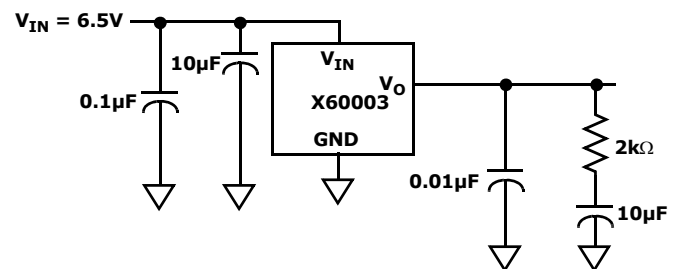 VIN = 6.5V
10µF
0.1µF
VIN
VO
X60003
GND
2kΩ
0.01µF
10µF